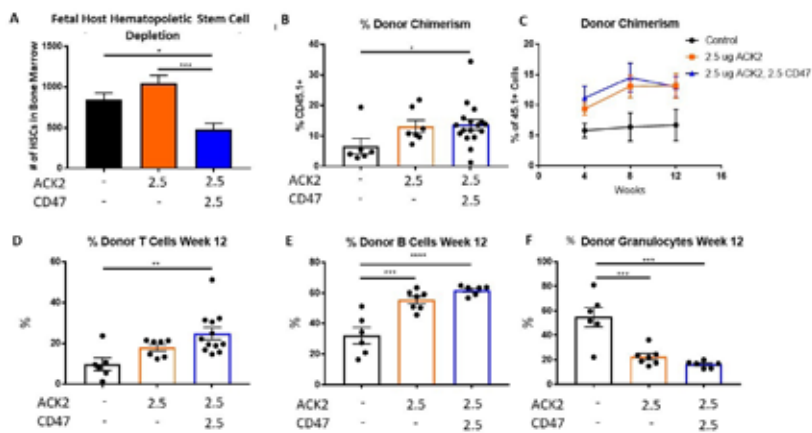 A
Fetal Host Hematopoietic Stem Cell
Depletion
*
***
# of HSCs in Bone Marrow
1500
1000
500
0
ACK2 - 2.5 2.5
CD47 - - 2.5
B
% Donor Chimerism
*
% CD45.1+
40
30
20
10
0
ACK2 - 2.5 2.5
CD47 - - 2.5
C
Donor Chimerism
% of 45.1+ Cells
20
15
10
5
0
0 4 8 12 16
Weeks
Control
2.5 ug ACK2
2.5 ug ACK2, 2.5 CD47
D
% Donor T Cells Week 12
**
%
60
40
20
0
ACK2 - 2.5 2.5
CD47 - - 2.5
E
% Donor B Cells Week 12
****
***
%
80
60
40
20
0
- 2.5 2.5
- - 2.5
F
% Donor Granulocytes Week 12
***
***
%
100
80
60
40
20
0
ACK2 - 2.5 2.5
CD47 - - 2.5